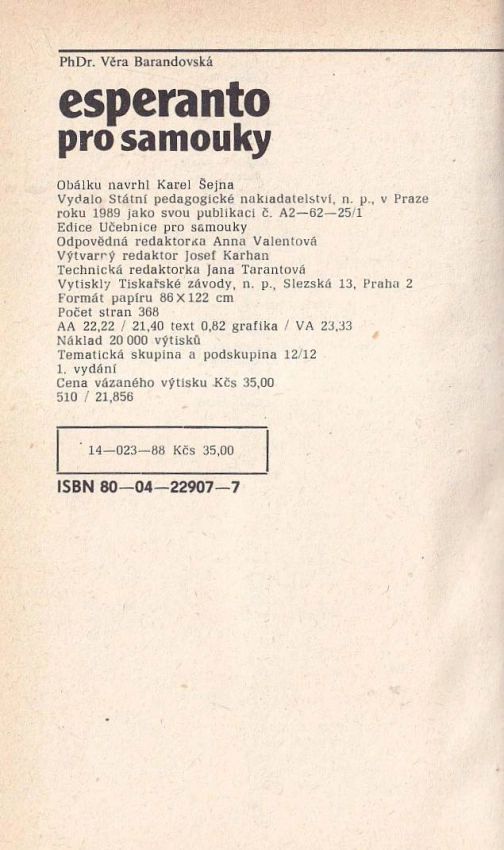 PhDr. Věra Barandovská
esperanto
pro samouky
Obálku navrhl Karel Šejna
Vydalo Státní pedagogické nakladatelství, n. p., v Praze
roku 1989 jako svou publikaci č. A2—62—25/1
Edice Učebnice pro samouky
Odpovědná redaktorka Anna Valentová
Výtvarný redaktor Josef Karhan
Technická redaktorka Jana Tarantová
Vytiskly Tiskařské závody, n. p., Slezská 13, Praha 2
Formát papíru 86 × 122 cm
Počet stran 368
AA 22,22 / 21,40 text 0,82 grafika / VA 23,33
Náklad 20 000 výtisků
Tematická skupina a podskupina 12/12
1. vydání
Cena vázaného výtisku Kčs 35,00
510 / 21,856
14—023—88 Kčs 35,00
ISBN 80—04—22907—7